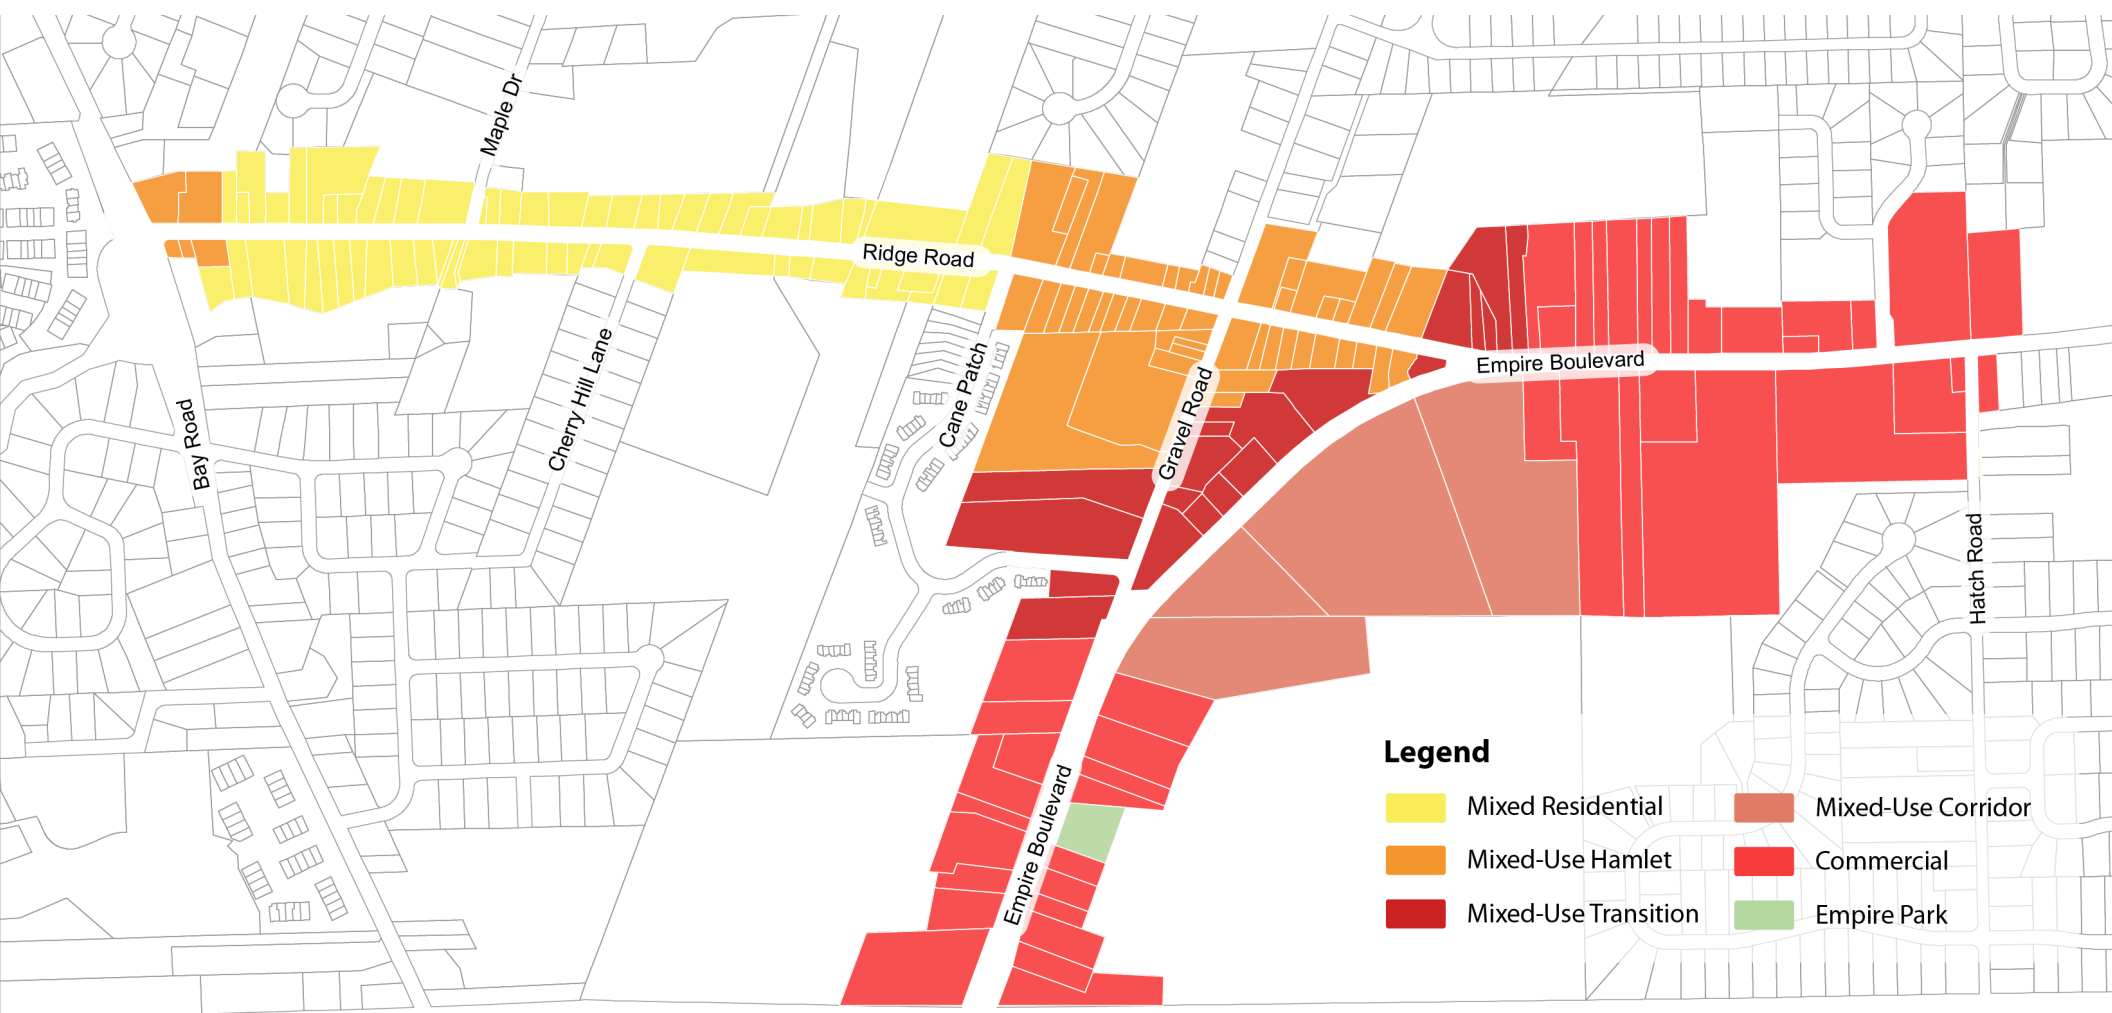 Maple Dr
Ridge Road
Empire Boulevard
Cane Patch
Cherry Hill Lane
Gravel Road
Bay Road
Hatch Road
Empire Boulevard
Legend
Mixed Residential
Mixed-Use Hamlet
Mixed-Use Transition
Mixed-Use Corridor
Commercial
Empire Park